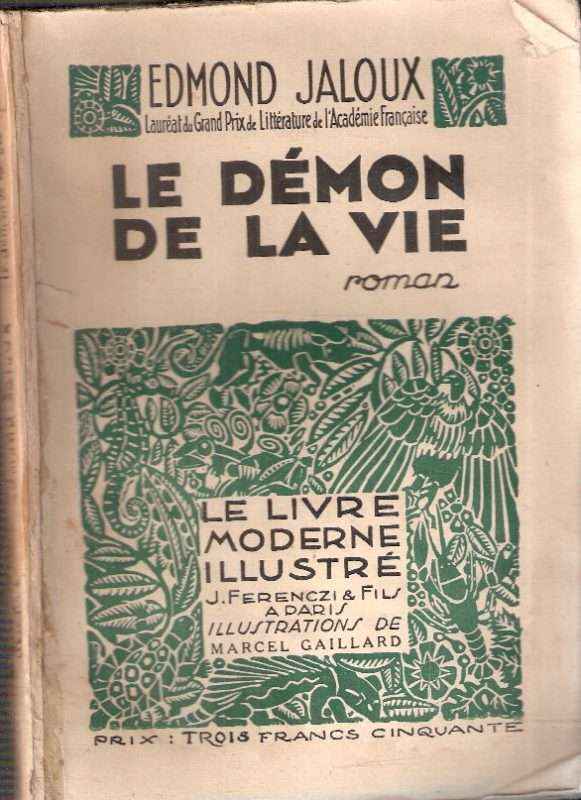 EDMOND JALOUX
Lauréat du Grand Prix de Littérature de l'Académie Française
LE DÉMON
DE LA VIE
roman
LE LIVRE
MODERNE
ILLUSTRÉ
J. FERENCZI & FILS
A PARIS
ILLUSTRATIONS DE
MARCEL GAILLARD
PRIX : TROIS FRANCS CINQUANTE